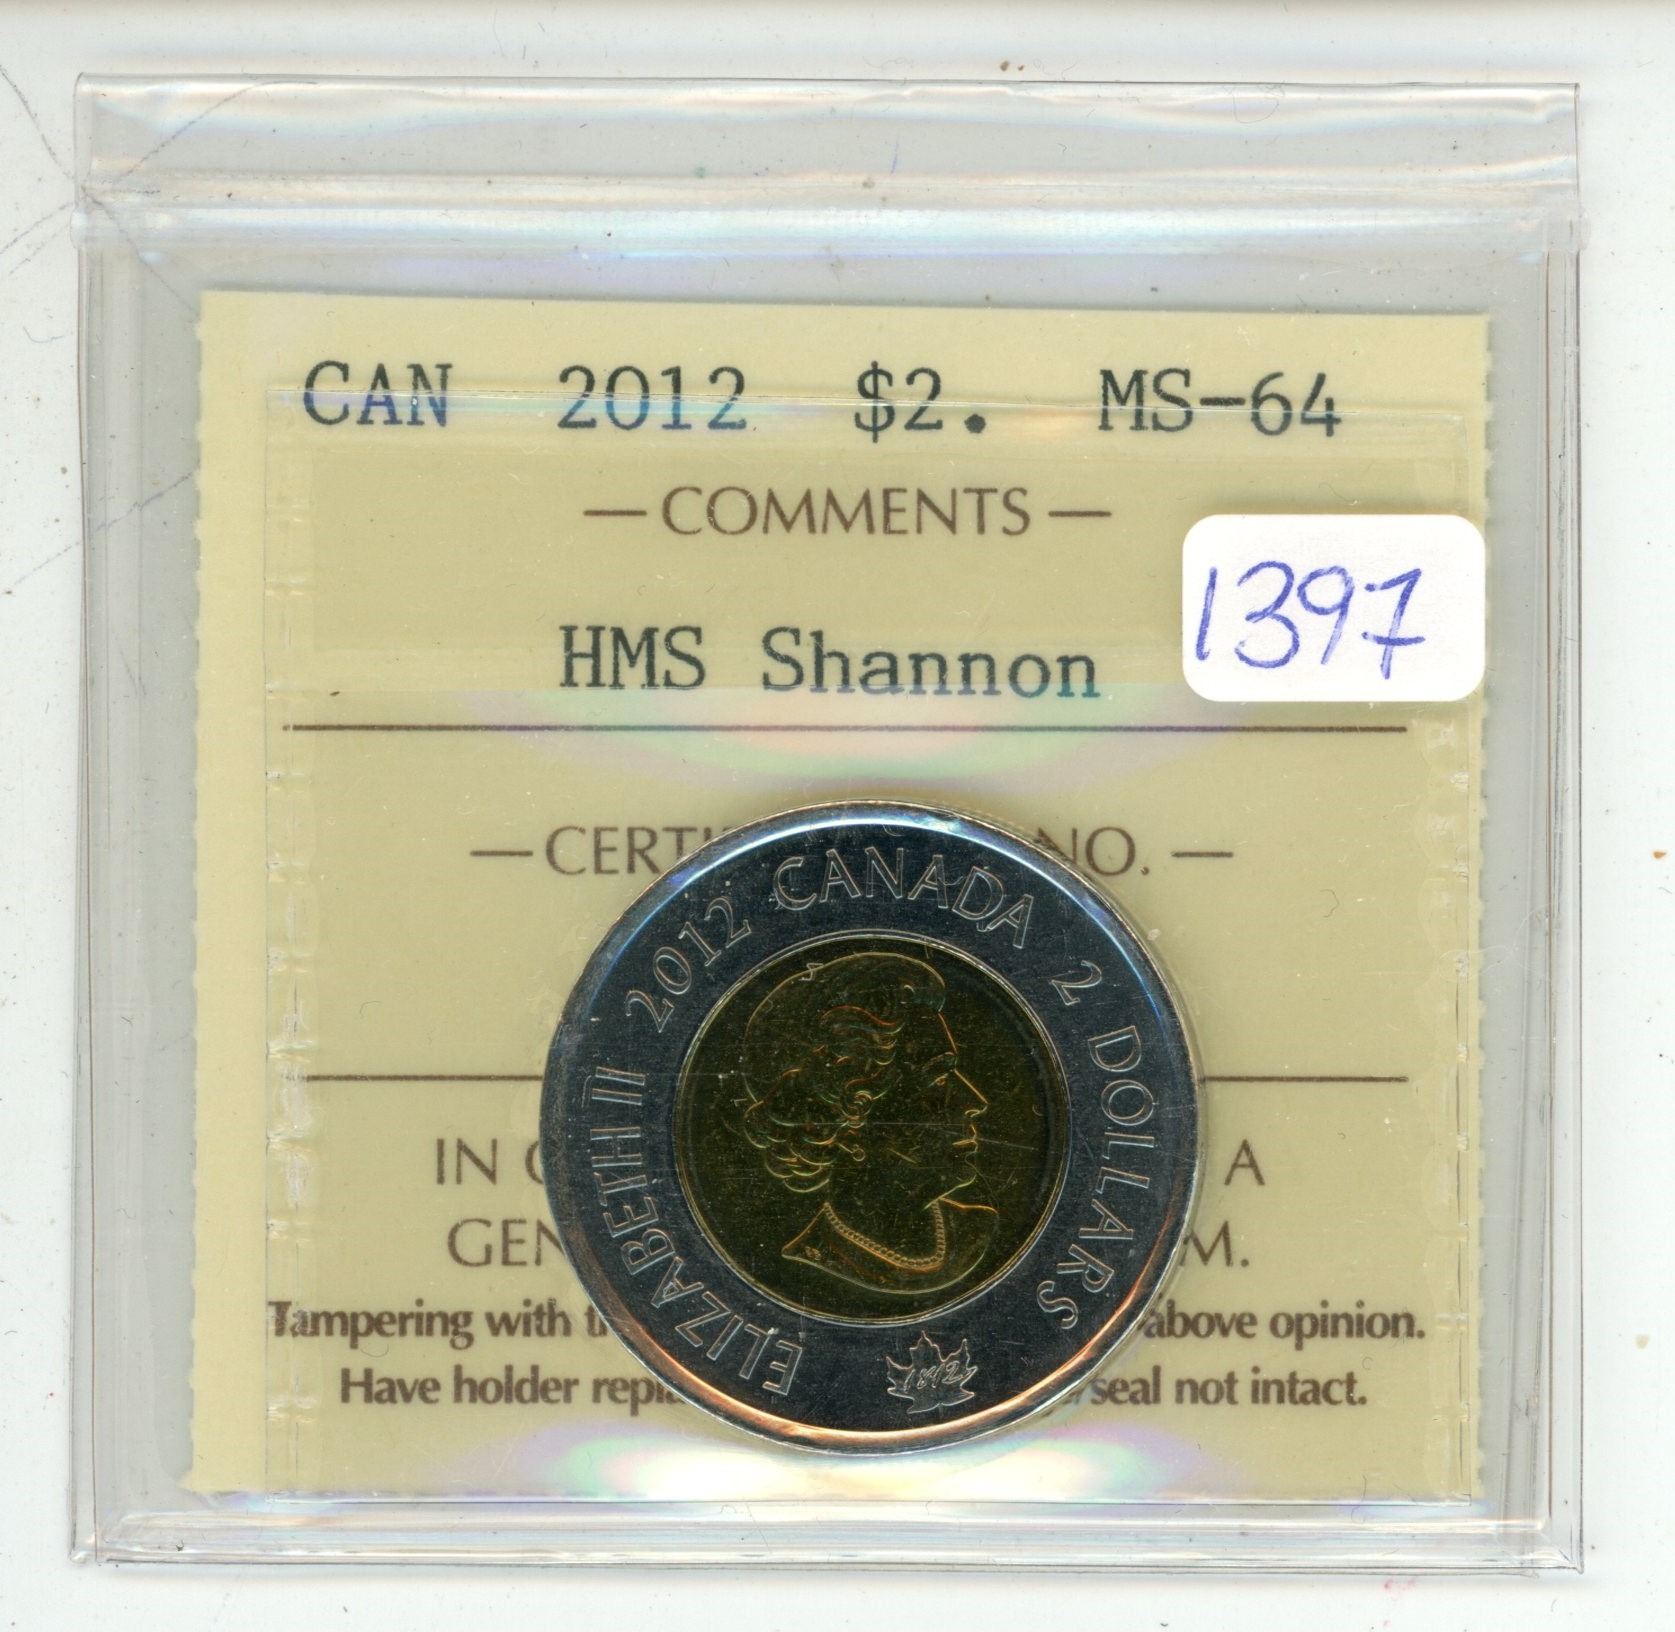 CAN 2012 $2. MS-64
— COMMENTS —
1397
HMS Shannon
— CERTI NO. —
IN A
GEN M.
Tampering with above opinion.
Have holder seal not intact.
ELIZABETH II 2012 CANADA 2 DOLLARS
1812